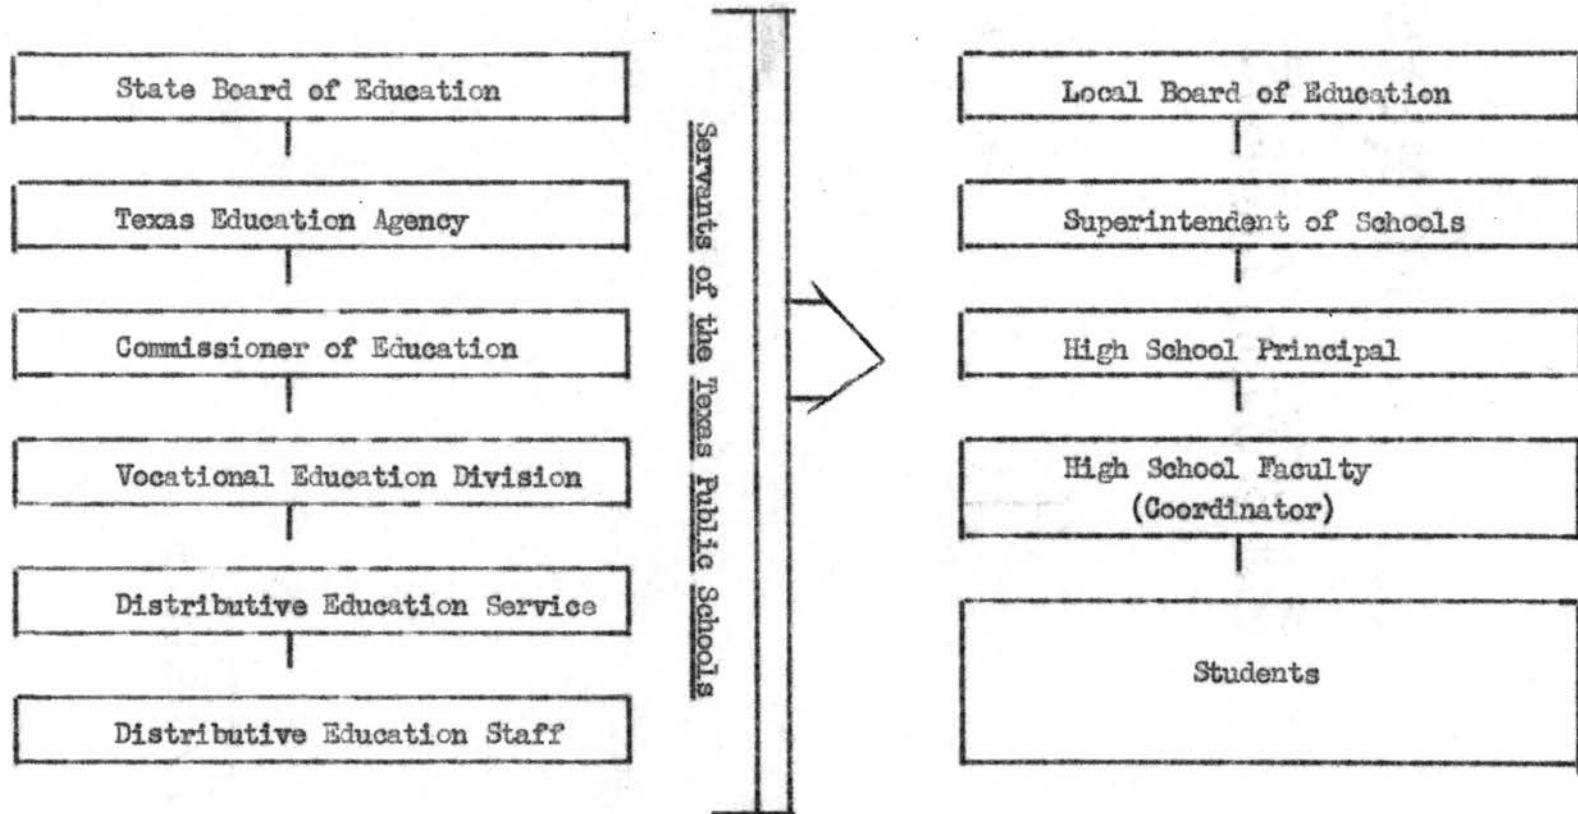 State Board of Education
Texas Education Agency
Commissioner of Education
Vocational Education Division
Distributive Education Service
Distributive Education Staff
Servants of the Texas Public Schools
Local Board of Education
Superintendent of Schools
High School Principal
High School Faculty
(Coordinator)
Students